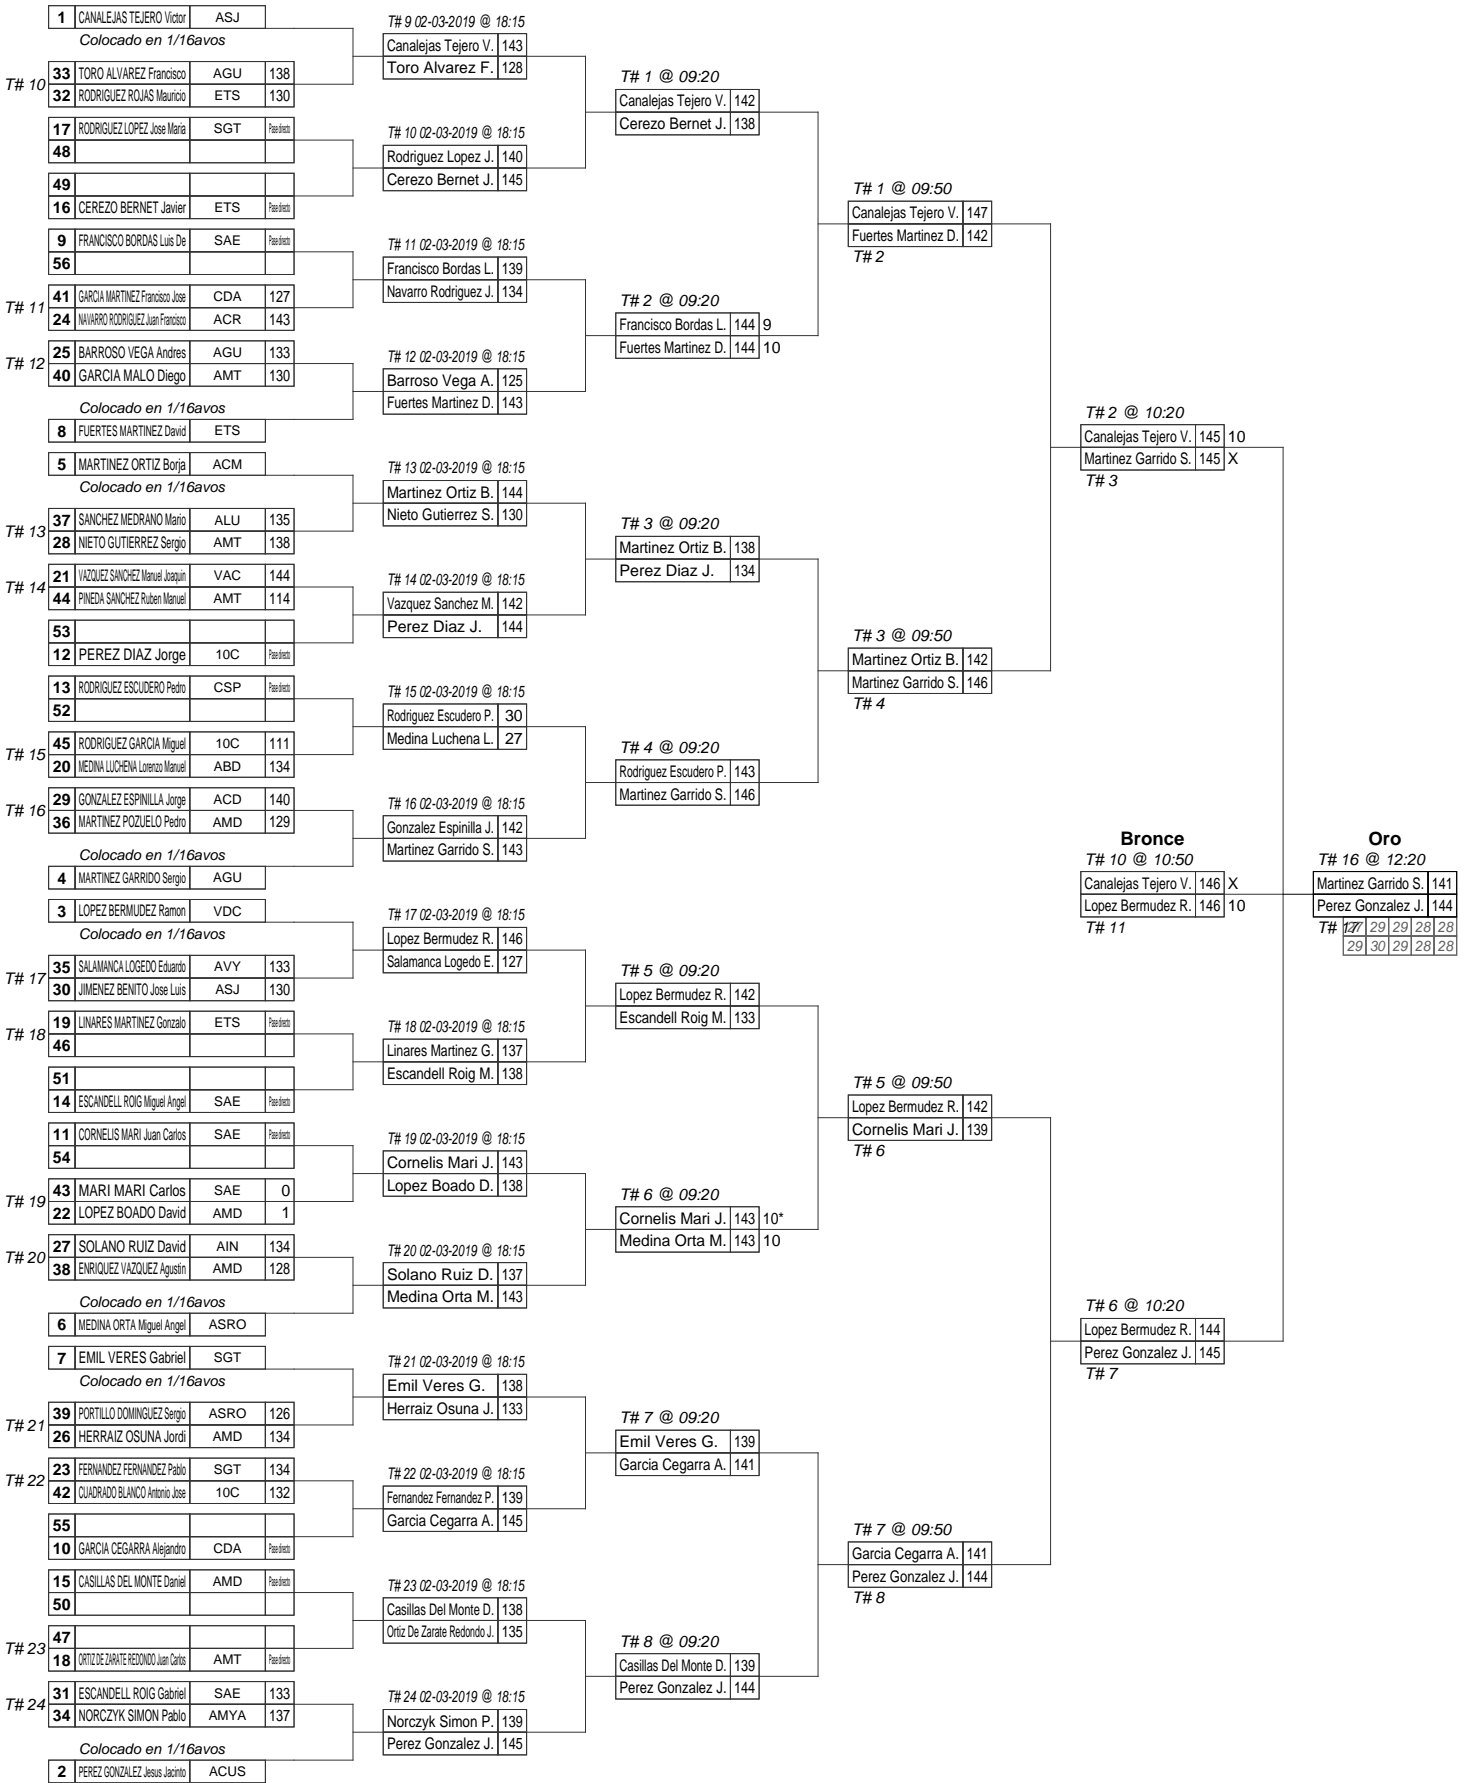 1 CANALEJAS TEJERO Victor ASJ
Colocado en 1/16avos
T# 10
33 TORO ALVAREZ Francisco AGU 138
32 RODRIGUEZ ROJAS Mauricio ETS 130
17 RODRIGUEZ LOPEZ Jose Maria SGT Pase directo
48
49
16 CEREZO BERNET Javier ETS Pase directo
9 FRANCISCO BORDAS Luis De SAE Pase directo
56
T# 11
41 GARCIA MARTINEZ Francisco Jose CDA 127
24 NAVARRO RODRIGUEZ Juan Francisco ACR 143
T# 12
25 BARROSO VEGA Andres AGU 133
40 GARCIA MALO Diego AMT 130
Colocado en 1/16avos
8 FUERTES MARTINEZ David ETS
5 MARTINEZ ORTIZ Borja ACM
Colocado en 1/16avos
T# 13
37 SANCHEZ MEDRANO Mario ALU 135
28 NIETO GUTIERREZ Sergio AMT 138
T# 14
21 VAZQUEZ SANCHEZ Manuel Joaquin VAC 144
44 PINEDA SANCHEZ Ruben Manuel AMT 114
53
12 PEREZ DIAZ Jorge 10C Pase directo
13 RODRIGUEZ ESCUDERO Pedro CSP Pase directo
52
T# 15
45 RODRIGUEZ GARCIA Miguel 10C 111
20 MEDINA LUCHENA Lorenzo Manuel ABD 134
T# 16
29 GONZALEZ ESPINILLA Jorge ACD 140
36 MARTINEZ POZUELO Pedro AMD 129
Colocado en 1/16avos
4 MARTINEZ GARRIDO Sergio AGU
3 LOPEZ BERMUDEZ Ramon VDC
Colocado en 1/16avos
T# 17
35 SALAMANCA LOGEDO Eduardo AVY 133
30 JIMENEZ BENITO Jose Luis ASJ 130
T# 18
19 LINARES MARTINEZ Gonzalo ETS Pase directo
46
51
14 ESCANDELL ROIG Miguel Angel SAE Pase directo
11 CORNELIS MARI Juan Carlos SAE Pase directo
54
T# 19
43 MARI MARI Carlos SAE 0
22 LOPEZ BOADO David AMD 1
T# 20
27 SOLANO RUIZ David AIN 134
38 ENRIQUEZ VAZQUEZ Agustin AMD 128
Colocado en 1/16avos
6 MEDINA ORTA Miguel Angel ASRO
7 EMIL VERES Gabriel SGT
Colocado en 1/16avos
T# 21
39 PORTILLO DOMINGUEZ Sergio ASRO 126
26 HERRAIZ OSUNA Jordi AMD 134
T# 22
23 FERNANDEZ FERNANDEZ Pablo SGT 134
42 CUADRADO BLANCO Antonio Jose 10C 132
55
10 GARCIA CEGARRA Alejandro CDA Pase directo
15 CASILLAS DEL MONTE Daniel AMD Pase directo
50
T# 23
47
18 ORTIZ DE ZARATE REDONDO Juan Carlos AMT Pase directo
T# 24
31 ESCANDELL ROIG Gabriel SAE 133
34 NORCZYK SIMON Pablo AMYA 137
Colocado en 1/16avos
2 PEREZ GONZALEZ Jesus Jacinto ACUS
T# 9 02-03-2019 @ 18:15
Canalejas Tejero V. 143
Toro Alvarez F. 128
T# 10 02-03-2019 @ 18:15
Rodriguez Lopez J. 140
Cerezo Bernet J. 145
T# 11 02-03-2019 @ 18:15
Francisco Bordas L. 139
Navarro Rodriguez J. 134
T# 12 02-03-2019 @ 18:15
Barroso Vega A. 125
Fuertes Martinez D. 143
T# 13 02-03-2019 @ 18:15
Martinez Ortiz B. 144
Nieto Gutierrez S. 130
T# 14 02-03-2019 @ 18:15
Vazquez Sanchez M. 142
Perez Diaz J. 144
T# 15 02-03-2019 @ 18:15
Rodriguez Escudero P. 30
Medina Luchena L. 27
T# 16 02-03-2019 @ 18:15
Gonzalez Espinilla J. 142
Martinez Garrido S. 143
T# 17 02-03-2019 @ 18:15
Lopez Bermudez R. 146
Salamanca Logedo E. 127
T# 18 02-03-2019 @ 18:15
Linares Martinez G. 137
Escandell Roig M. 138
T# 19 02-03-2019 @ 18:15
Cornelis Mari J. 143
Lopez Boado D. 138
T# 20 02-03-2019 @ 18:15
Solano Ruiz D. 137
Medina Orta M. 143
T# 21 02-03-2019 @ 18:15
Emil Veres G. 138
Herraiz Osuna J. 133
T# 22 02-03-2019 @ 18:15
Fernandez Fernandez P. 139
Garcia Cegarra A. 145
T# 23 02-03-2019 @ 18:15
Casillas Del Monte D. 138
Ortiz De Zarate Redondo J. 135
T# 24 02-03-2019 @ 18:15
Norczyk Simon P. 139
Perez Gonzalez J. 145
T# 1 @ 09:20
Canalejas Tejero V. 142
Cerezo Bernet J. 138
T# 2 @ 09:20
Francisco Bordas L. 144 9
Fuertes Martinez D. 144 10
T# 3 @ 09:20
Martinez Ortiz B. 138
Perez Diaz J. 134
T# 4 @ 09:20
Rodriguez Escudero P. 143
Martinez Garrido S. 146
T# 5 @ 09:20
Lopez Bermudez R. 142
Escandell Roig M. 133
T# 6 @ 09:20
Cornelis Mari J. 143 10*
Medina Orta M. 143 10
T# 7 @ 09:20
Emil Veres G. 139
Garcia Cegarra A. 141
T# 8 @ 09:20
Casillas Del Monte D. 139
Perez Gonzalez J. 144
T# 1 @ 09:50
Canalejas Tejero V. 147
Fuertes Martinez D. 142
T# 2
T# 3 @ 09:50
Martinez Ortiz B. 142
Martinez Garrido S. 146
T# 4
T# 5 @ 09:50
Lopez Bermudez R. 142
Cornelis Mari J. 139
T# 6
T# 7 @ 09:50
Garcia Cegarra A. 141
Perez Gonzalez J. 144
T# 8
T# 2 @ 10:20
Canalejas Tejero V. 145 10
Martinez Garrido S. 145 X
T# 3
T# 6 @ 10:20
Lopez Bermudez R. 144
Perez Gonzalez J. 145
T# 7
Bronce
T# 10 @ 10:50
Canalejas Tejero V. 146 X
Lopez Bermudez R. 146 10
T# 11
Oro
T# 16 @ 12:20
Martinez Garrido S. 141
Perez Gonzalez J. 144
T# 17
27 29 29 28 28
29 30 29 28 28